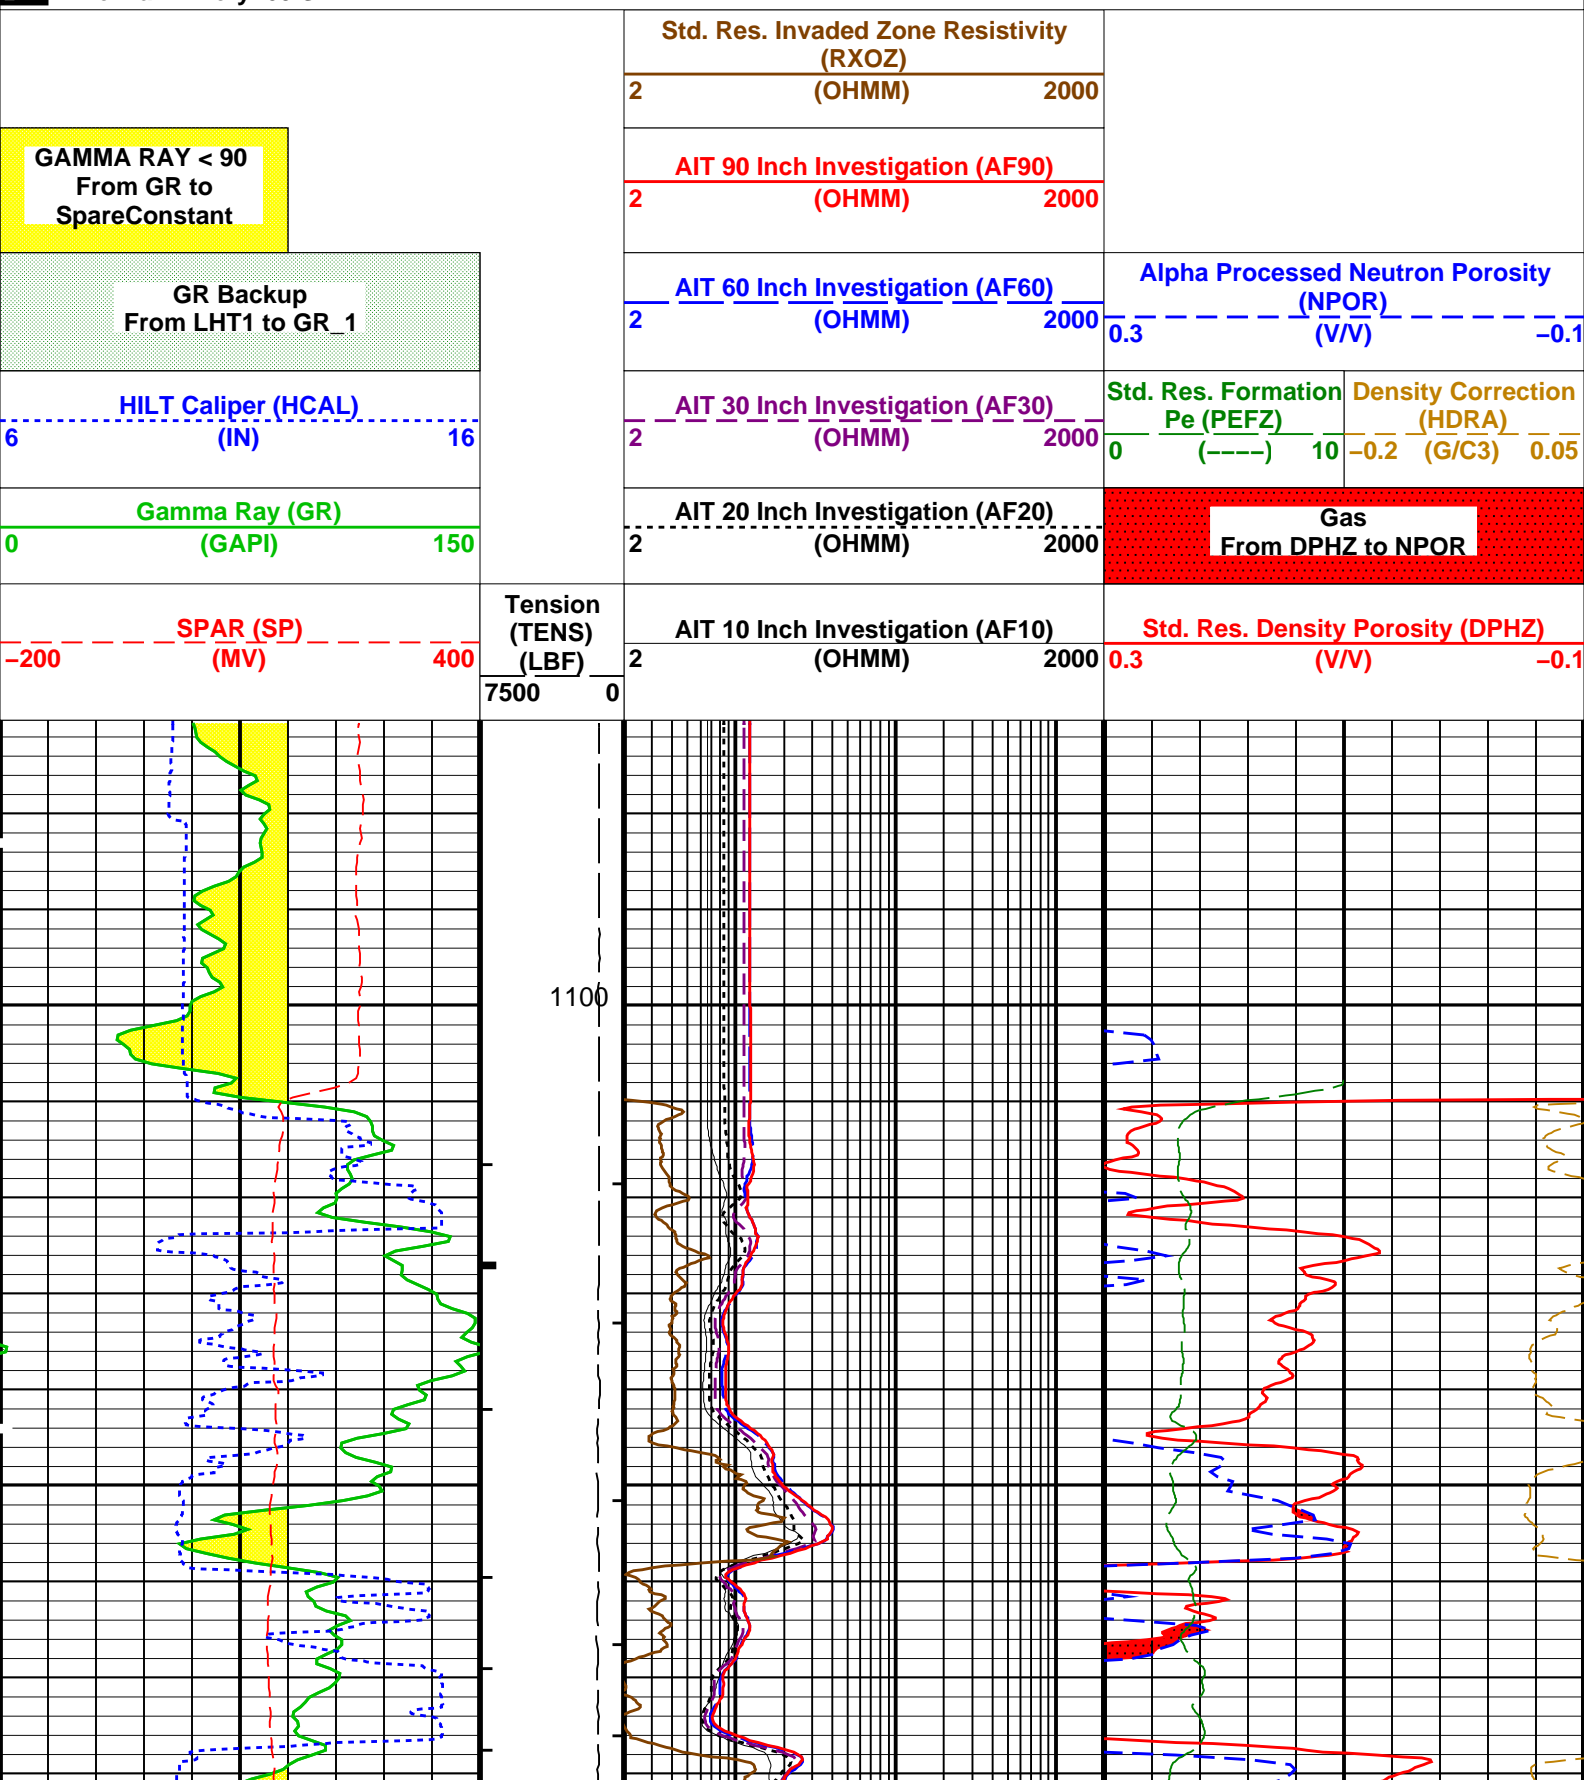 Std. Res. Invaded Zone Resistivity
(RXOZ)
2 (OHMM) 2000
GAMMA RAY < 90
From GR to
SpareConstant
AIT 90 Inch Investigation (AF90)
2 (OHMM) 2000
GR Backup
From LHT1 to GR_1
AIT 60 Inch Investigation (AF60)
2 (OHMM) 2000
Alpha Processed Neutron Porosity
(NPOR)
0.3 (V/V) −0.1
HILT Caliper (HCAL)
6 (IN) 16
AIT 30 Inch Investigation (AF30)
2 (OHMM) 2000
Std. Res. Formation
Pe (PEFZ)
0 (−−−−) 10
Density Correction
(HDRA)
−0.2 (G/C3) 0.05
Gamma Ray (GR)
0 (GAPI) 150
AIT 20 Inch Investigation (AF20)
2 (OHMM) 2000
Gas
From DPHZ to NPOR
SPAR (SP)
−200 (MV) 400
Tension
(TENS)
(LBF)
7500 0
AIT 10 Inch Investigation (AF10)
2 (OHMM) 2000
Std. Res. Density Porosity (DPHZ)
0.3 (V/V) −0.1
1100